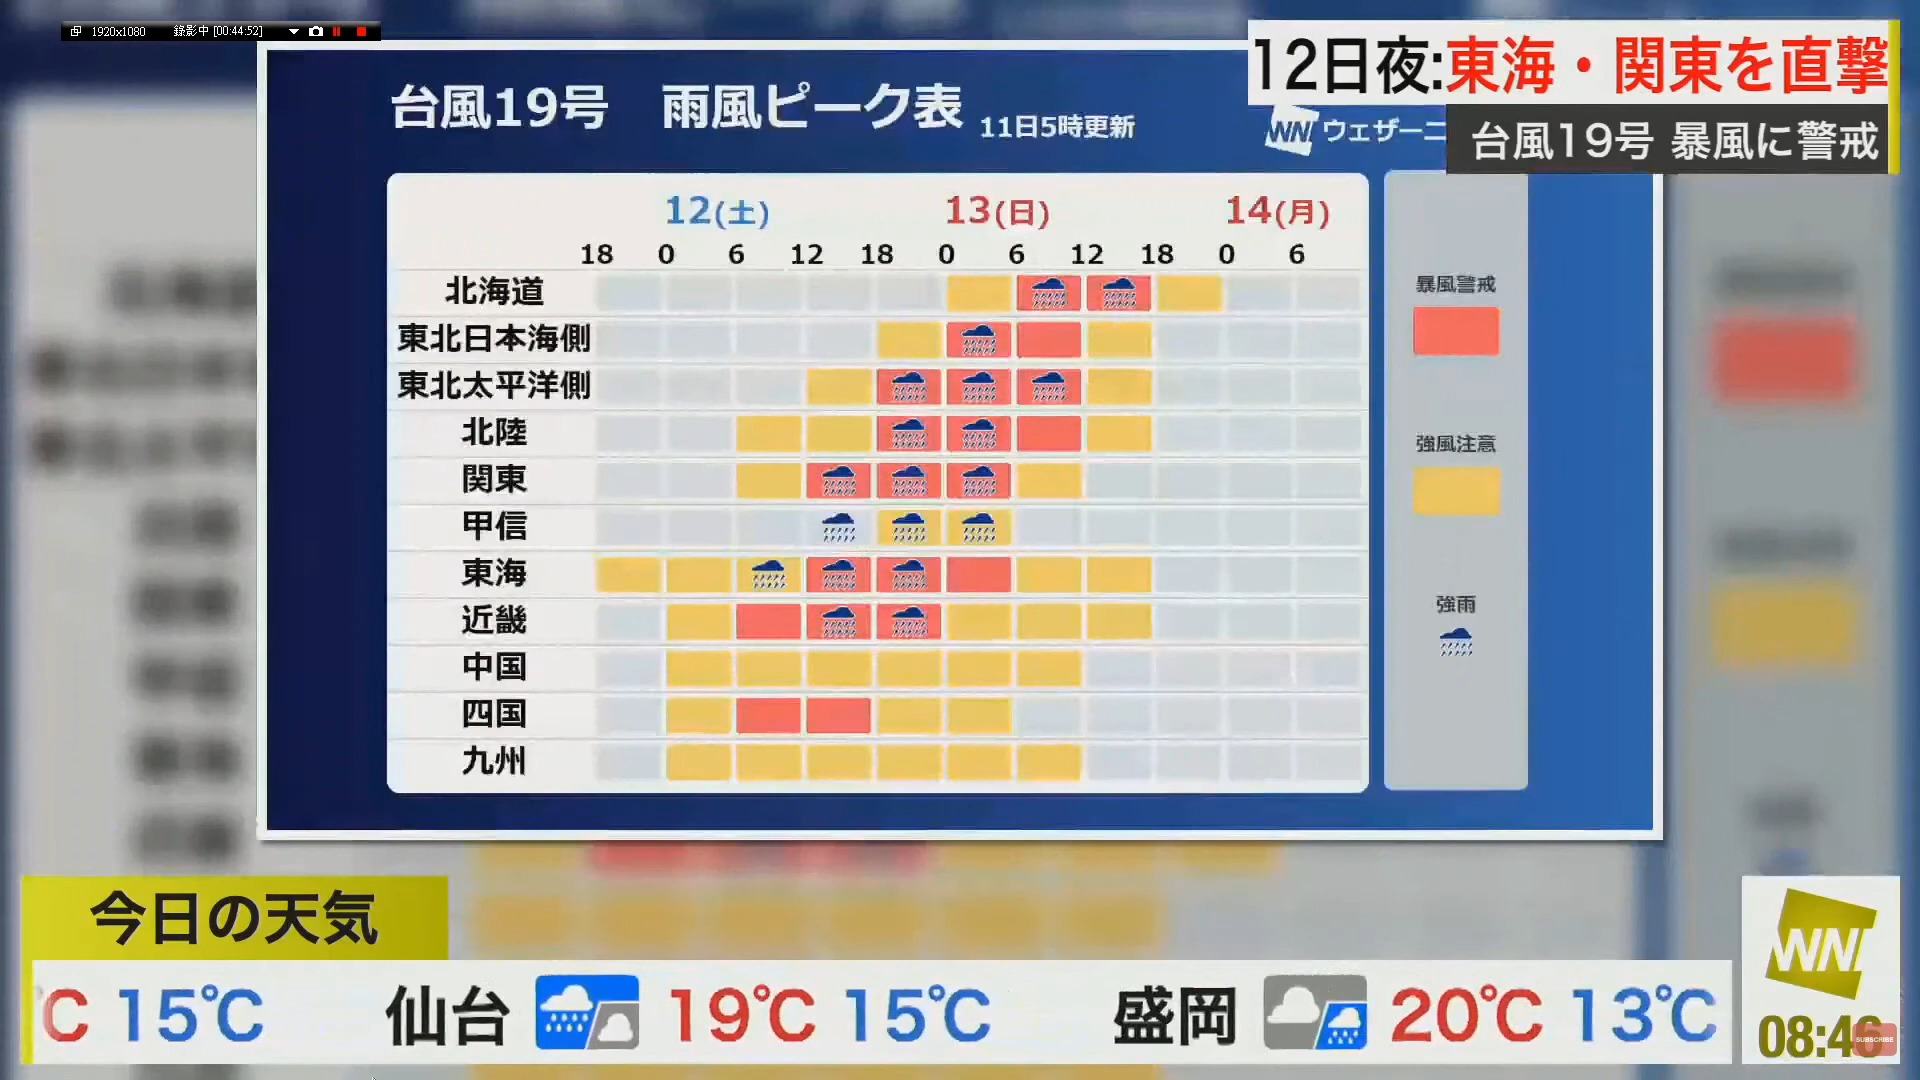 1920x1080 錄影中 [00:44:52]
12日夜:東海・関東を直撃
台風19号 暴風に警戒
台風19号 雨風ピーク表 11日5時更新
WN ウェザーニ
12(土) 13(日) 14(月)
18 0 6 12 18 0 6 12 18 0 6
北海道
東北日本海側
東北太平洋側
北陸
関東
甲信
東海
近畿
中国
四国
九州
暴風警戒
強風注意
強雨
今日の天気
℃ 15℃ 仙台 19℃ 15℃ 盛岡 20℃ 13℃
WN
08:46
SUBSCRIBE